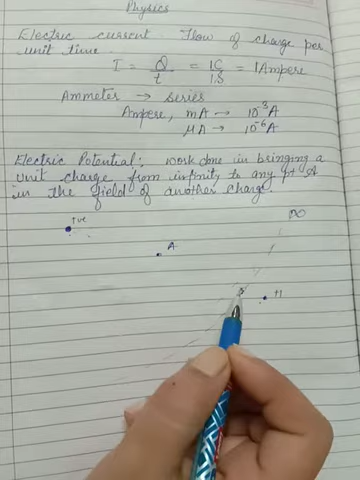 Physics
Electric current Flow of charge per
unit time.
I = Q/t = 1C/1S = 1 Ampere
Ammeter → series
Ampere, mA → 10⁻³A
μA → 10⁻⁶A
Electric Potential; work done in bringing a
unit charge from infinity to any pt A
in the field of another charge.
+ve
∞
A
+1